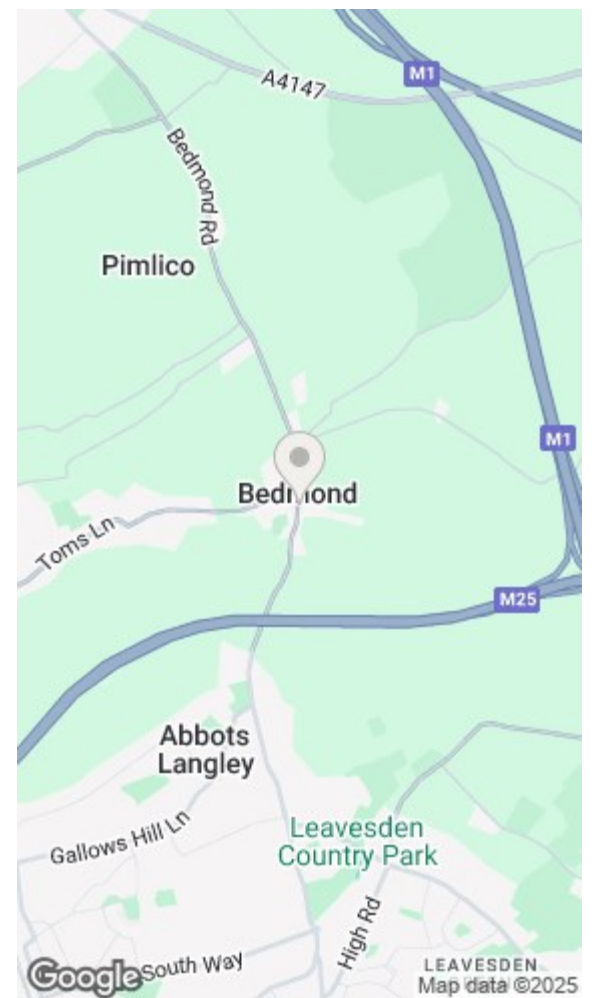 M1
A4147
Bedmond Rd
Pimlico
M1
Bedmond
Toms Ln
M25
Abbots
Langley
Gallows Hill Ln
Leavesden
Country Park
High Rd
South Way
LEAVESDEN
Google
Map data ©2025